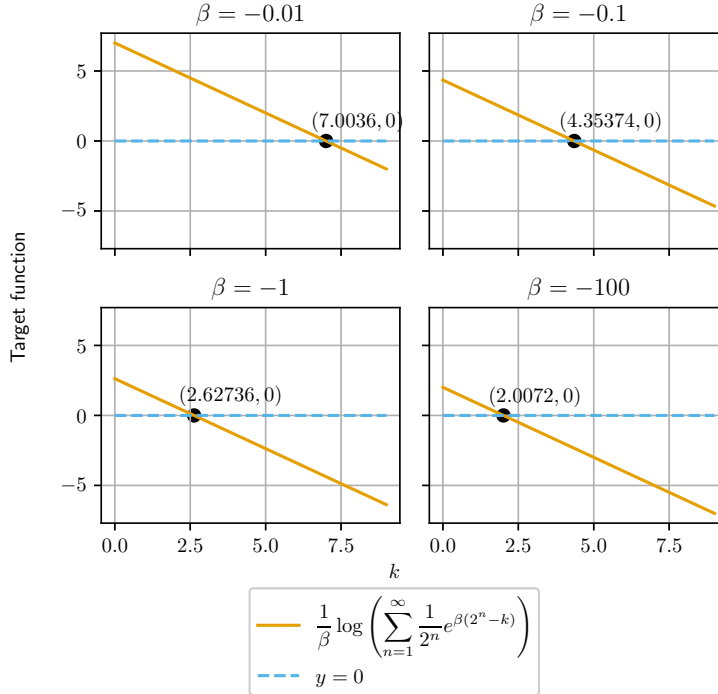 β = −0.01
β = −0.1
5
0
−5
(7.0036, 0)
(4.35374, 0)
Target function
β = −1
β = −100
5
0
−5
(2.62736, 0)
(2.0072, 0)
0.0 2.5 5.0 7.5
0.0 2.5 5.0 7.5
k
1/β log(∑_{n=1}^{∞} 1/2^n e^{β(2^n−k)})
y = 0